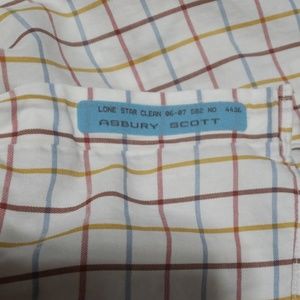 LONE STAR CLEAN 06-07 582 NO 4436
ASBURY SCOTT